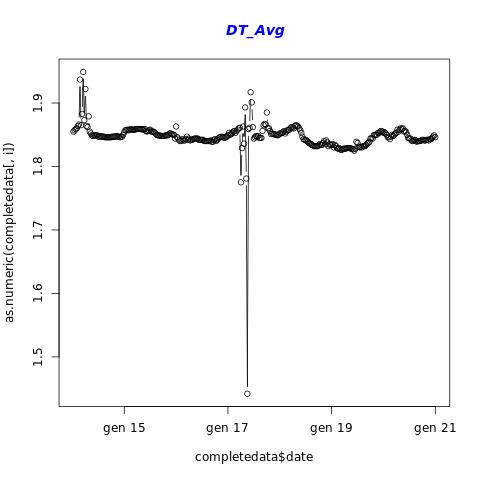 DT_Avg
as.numeric(completedata[, i])
1.9
1.8
1.7
1.6
1.5
gen 15
gen 17
gen 19
gen 21
completedata$date